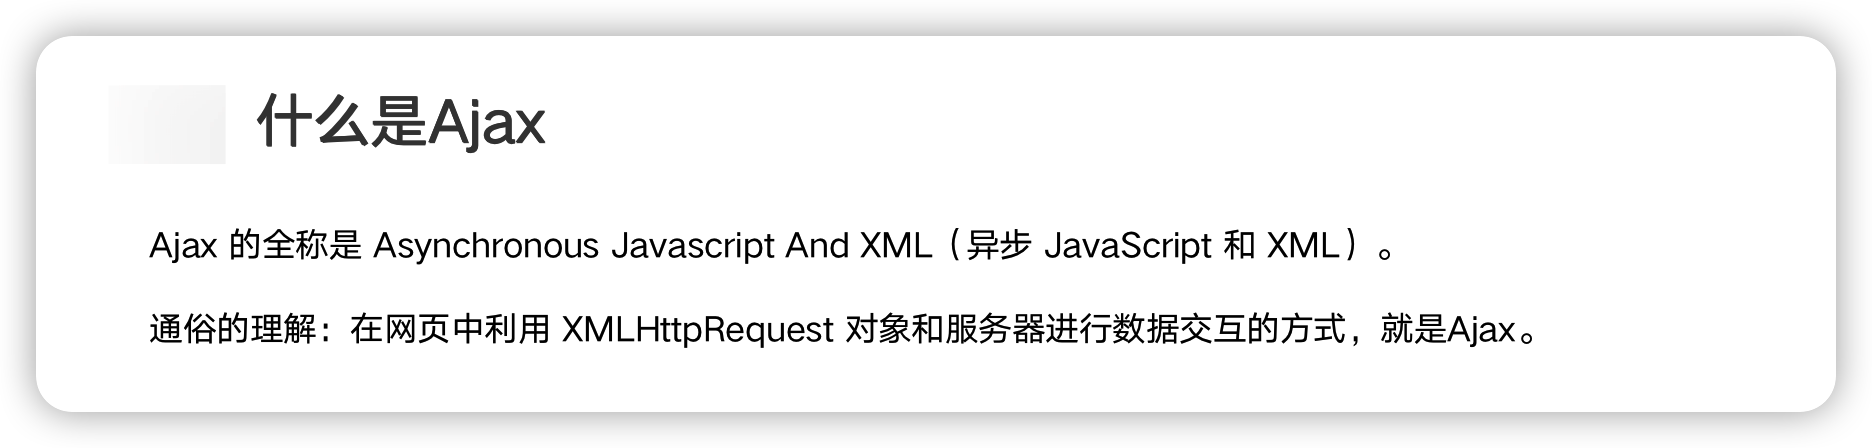 什么是Ajax
Ajax 的全称是 Asynchronous Javascript And XML（异步 JavaScript 和 XML）。
通俗的理解：在网页中利用 XMLHttpRequest 对象和服务器进行数据交互的方式，就是Ajax。